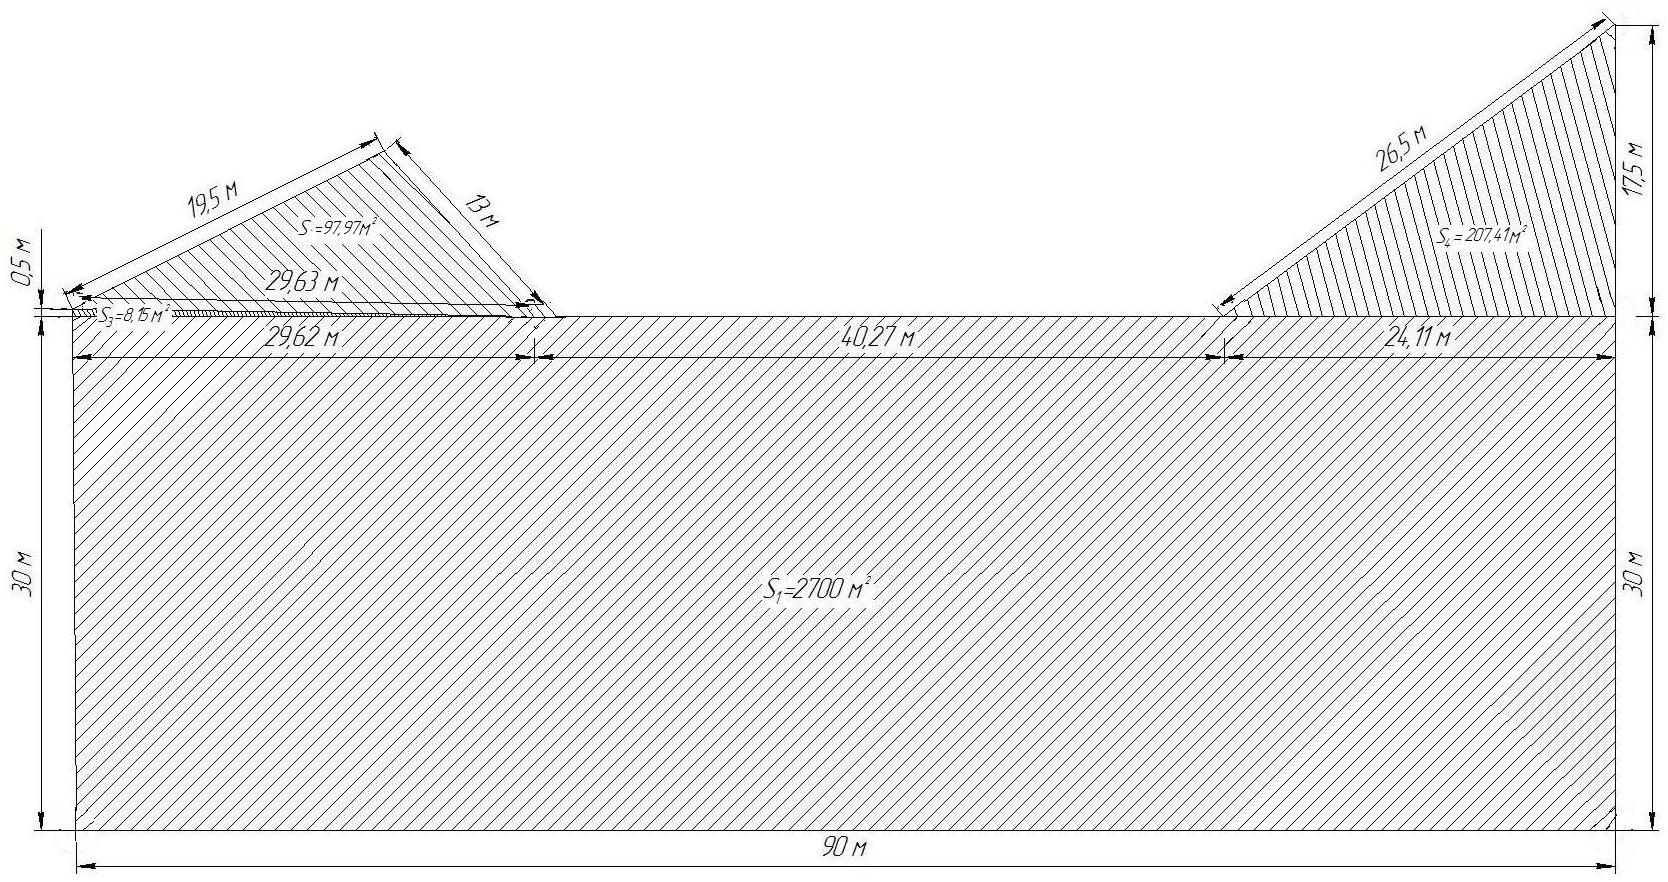 26,5 м
17,5 м
19,5 м
13 м
S =97,97м²
S₄ = 207,41м²
0,5 м
29,63 м
S₃=8,15м²
29,62 м
40,27 м
24,11 м
30 м
S₁=2700 м²
30 м
90 м